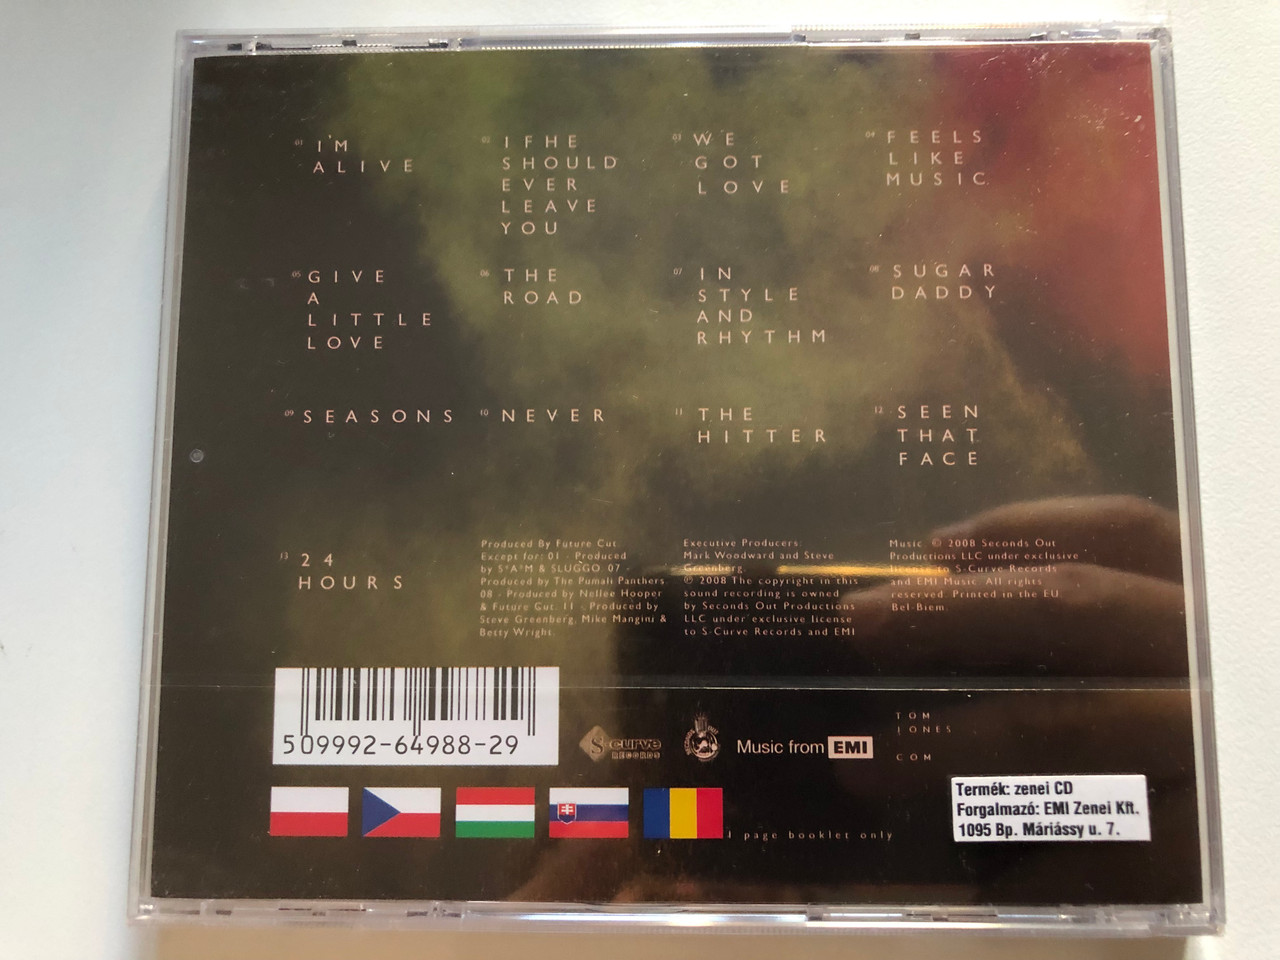 01 I'M
ALIVE
02 IF HE
SHOULD
EVER
LEAVE
YOU
03 WE
GOT
LOVE
04 FEELS
LIKE
MUSIC
05 GIVE
A
LITTLE
LOVE
06 THE
ROAD
07 IN
STYLE
AND
RHYTHM
08 SUGAR
DADDY
09 SEASONS
10 NEVER
11 THE
HITTER
12 SEEN
THAT
FACE
13 24
HOURS
Produced By Future Cut.
Except for: 01 - Produced
by S*A*M & SLUGGO 07 -
Produced by The Pumali Panthers
08 - Produced by Nellee Hooper
& Future Cut. 11 - Produced by
Steve Greenberg, Mike Mangini &
Betty Wright.
Executive Producers:
Mark Woodward and Steve
Greenberg.
℗ 2008 The copyright in this
sound recording is owned
by Seconds Out Productions
LLC under exclusive license
to S-Curve Records and EMI
Music. © 2008 Seconds Out
Productions LLC under exclusive
license to S-Curve Records
and EMI Music. All rights
reserved. Printed in the EU.
Bel-Biem.
5 09992-64988-29
S-curve
RECORDS
Music from EMI
TOM
JONES
COM
1 page booklet only
Termék: zenei CD
Forgalmazó: EMI Zenei Kft.
1095 Bp. Máriássy u. 7.